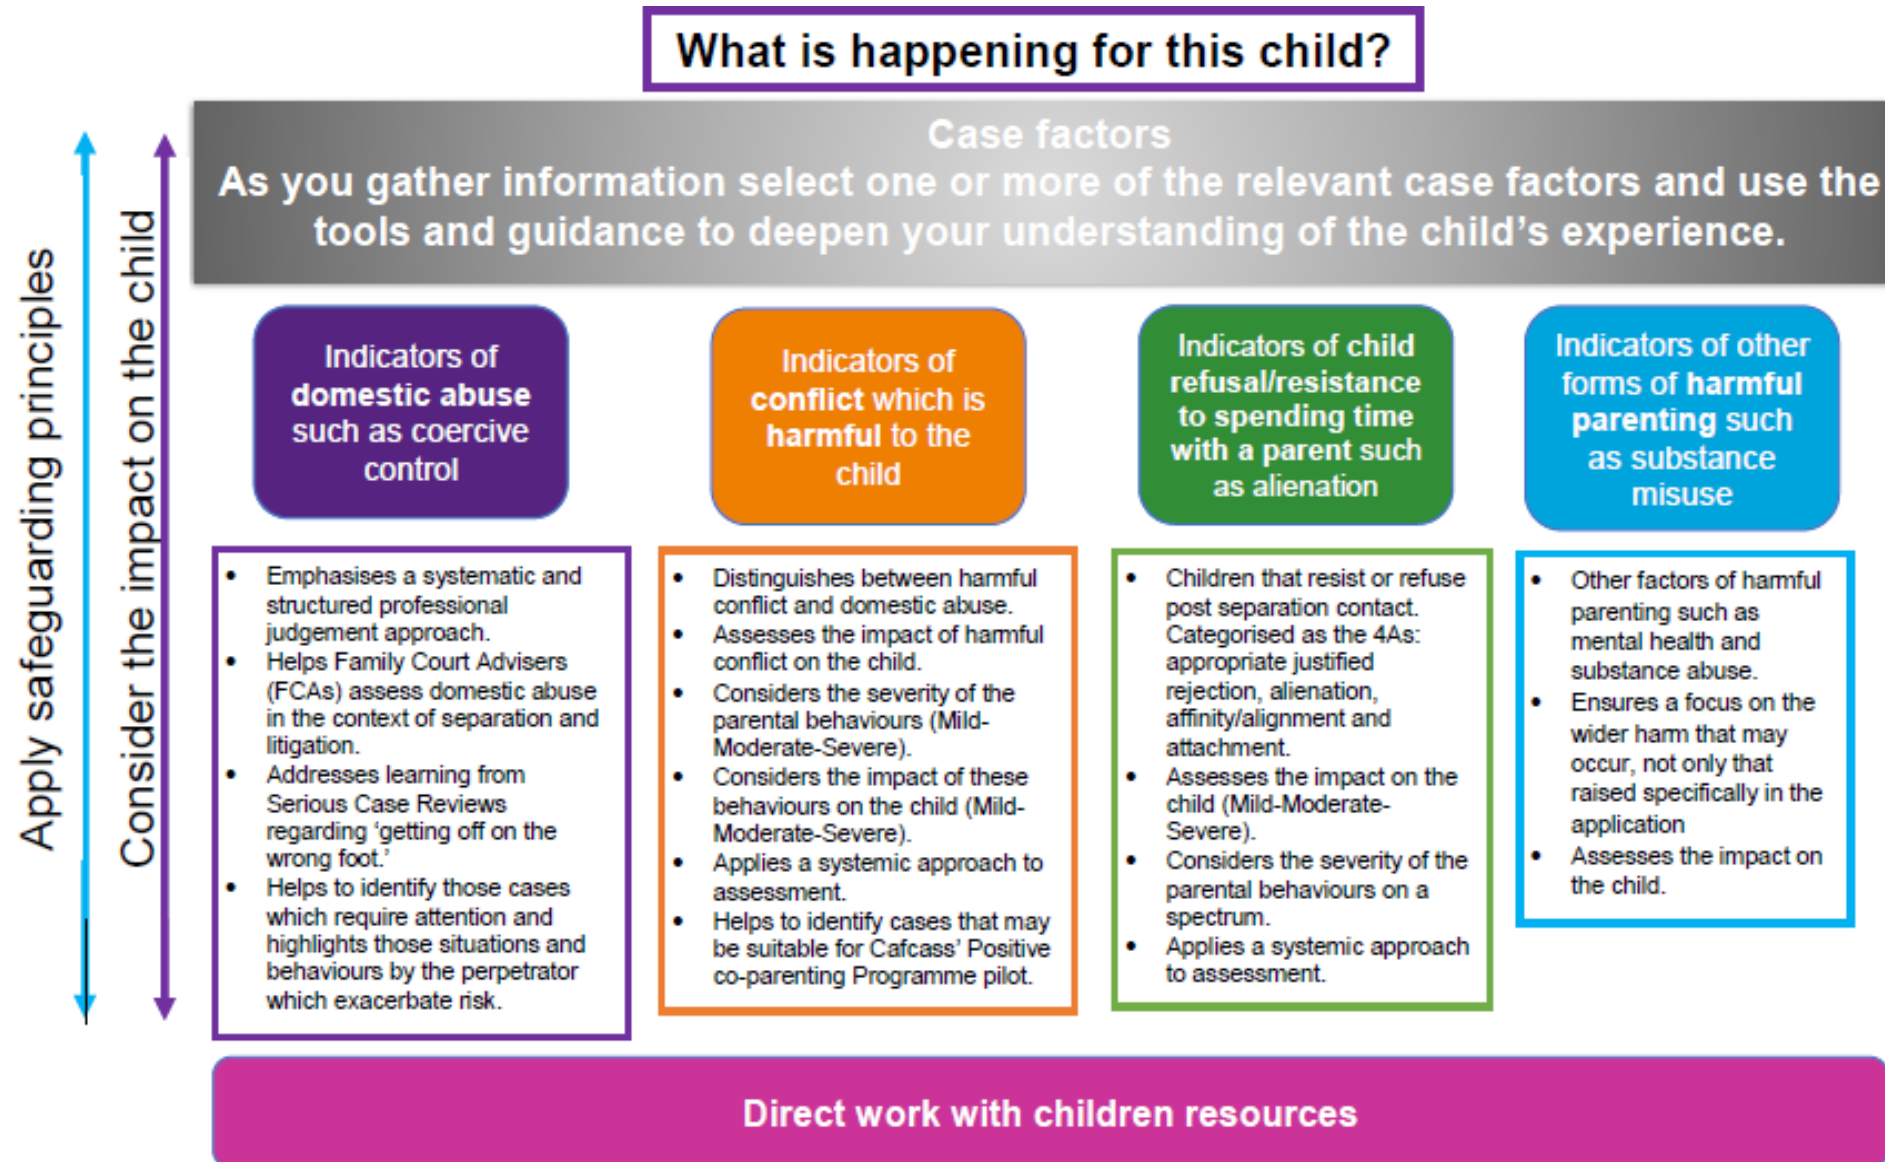 What is happening for this child?
Case factors
As you gather information select one or more of the relevant case factors and use the
tools and guidance to deepen your understanding of the child's experience.
Apply safeguarding principles
Consider the impact on the child
Indicators of
domestic abuse
such as coercive
control
Indicators of
conflict which is
harmful to the
child
Indicators of child
refusal/resistance
to spending time
with a parent such
as alienation
Indicators of other
forms of harmful
parenting such
as substance
misuse
• Emphasises a systematic and
structured professional
judgement approach.
• Helps Family Court Advisers
(FCAs) assess domestic abuse
in the context of separation and
litigation.
• Addresses learning from
Serious Case Reviews
regarding 'getting off on the
wrong foot.'
• Helps to identify those cases
which require attention and
highlights those situations and
behaviours by the perpetrator
which exacerbate risk.
• Distinguishes between harmful
conflict and domestic abuse.
• Assesses the impact of harmful
conflict on the child.
• Considers the severity of the
parental behaviours (Mild-
Moderate-Severe).
• Considers the impact of these
behaviours on the child (Mild-
Moderate-Severe).
• Applies a systemic approach to
assessment.
• Helps to identify cases that may
be suitable for Cafcass' Positive
co-parenting Programme pilot.
• Children that resist or refuse
post separation contact.
Categorised as the 4As:
appropriate justified
rejection, alienation,
affinity/alignment and
attachment.
• Assesses the impact on the
child (Mild-Moderate-
Severe).
• Considers the severity of the
parental behaviours on a
spectrum.
• Applies a systemic approach
to assessment.
• Other factors of harmful
parenting such as
mental health and
substance abuse.
• Ensures a focus on the
wider harm that may
occur, not only that
raised specifically in the
application
• Assesses the impact on
the child.
Direct work with children resources